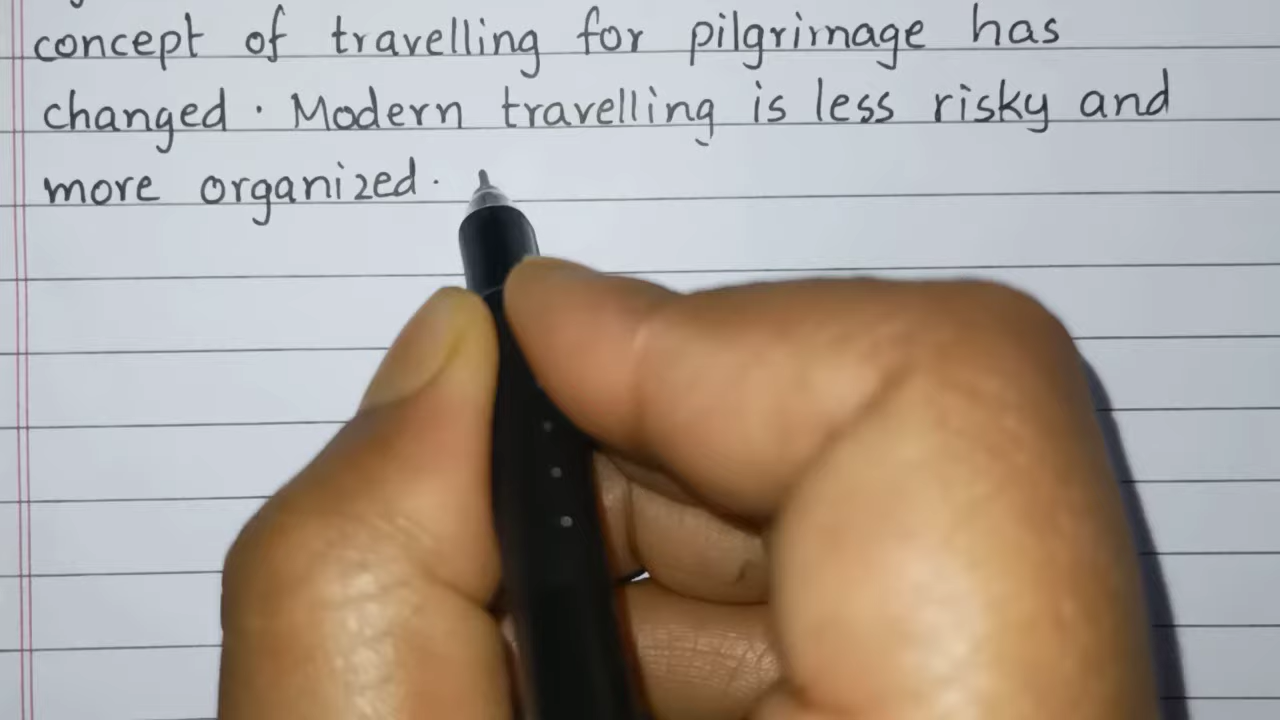 concept of travelling for pilgrimage has
changed. Modern travelling is less risky and
more organized.